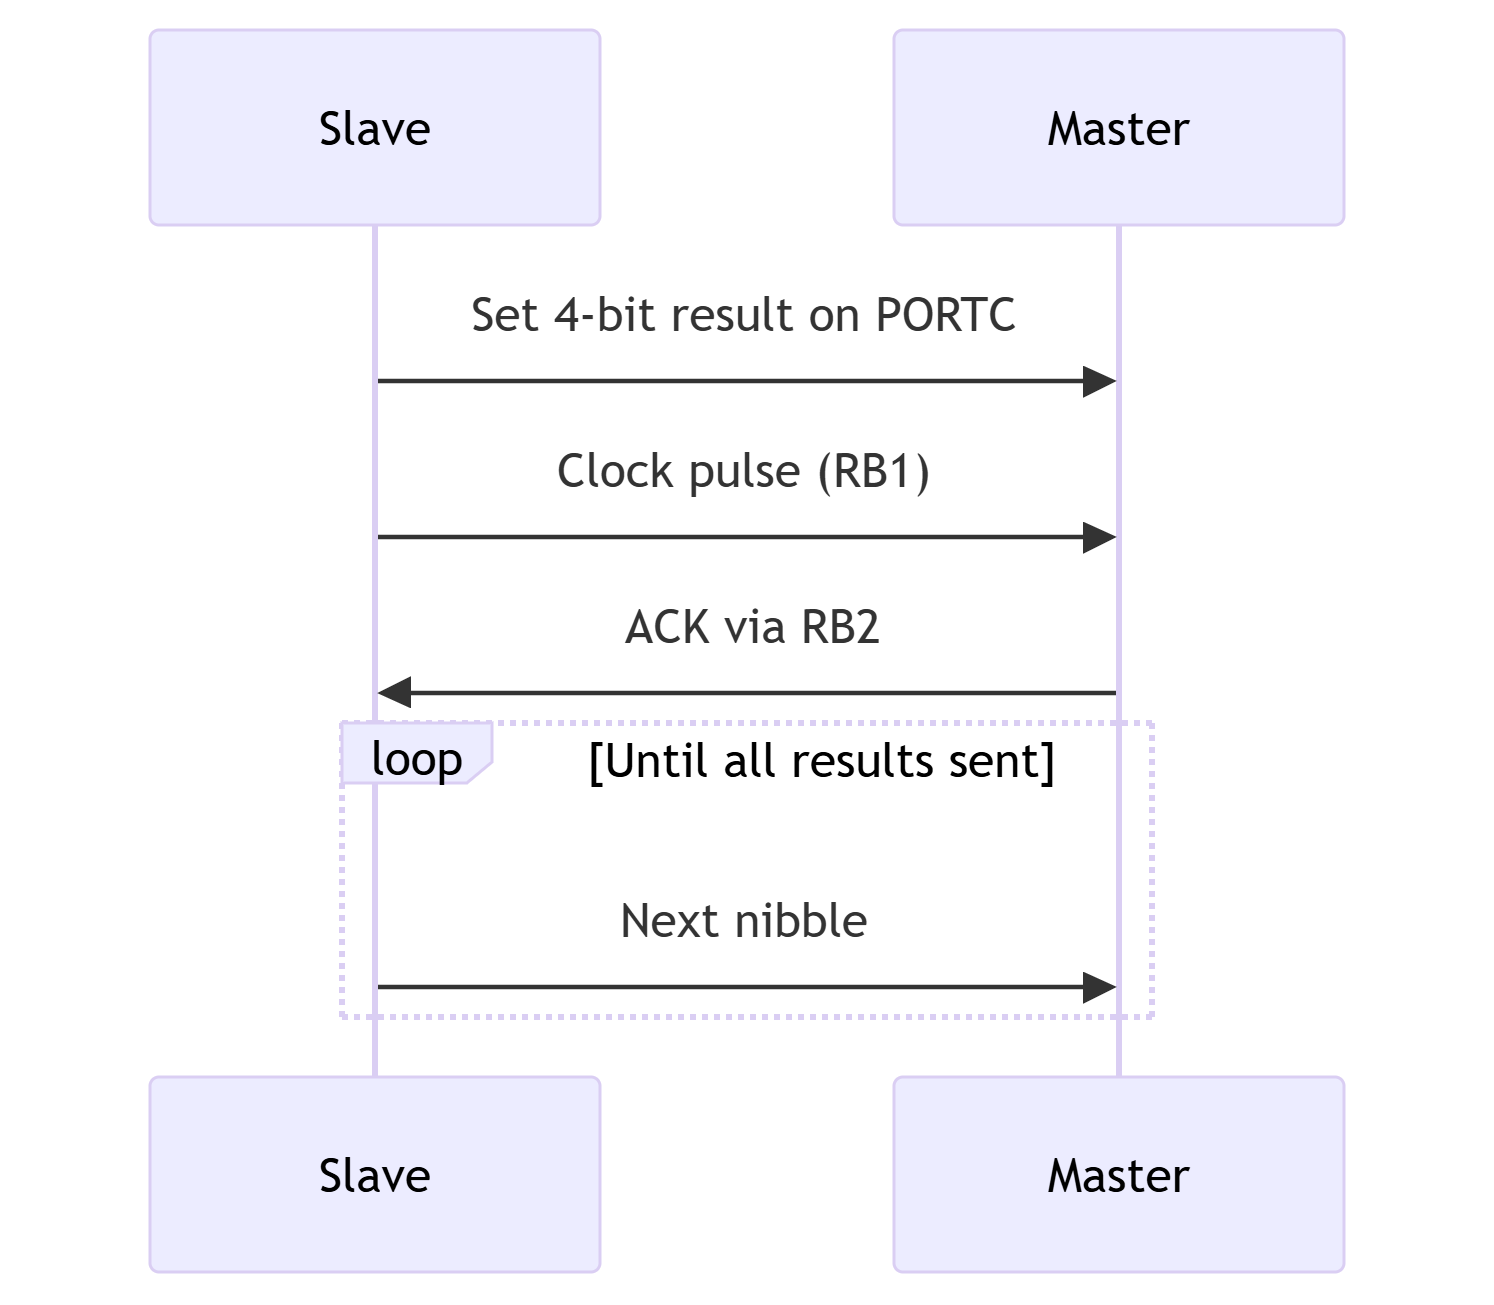 Slave
Master
Set 4-bit result on PORTC
Clock pulse (RB1)
ACK via RB2
loop
[Until all results sent]
Next nibble
Slave
Master